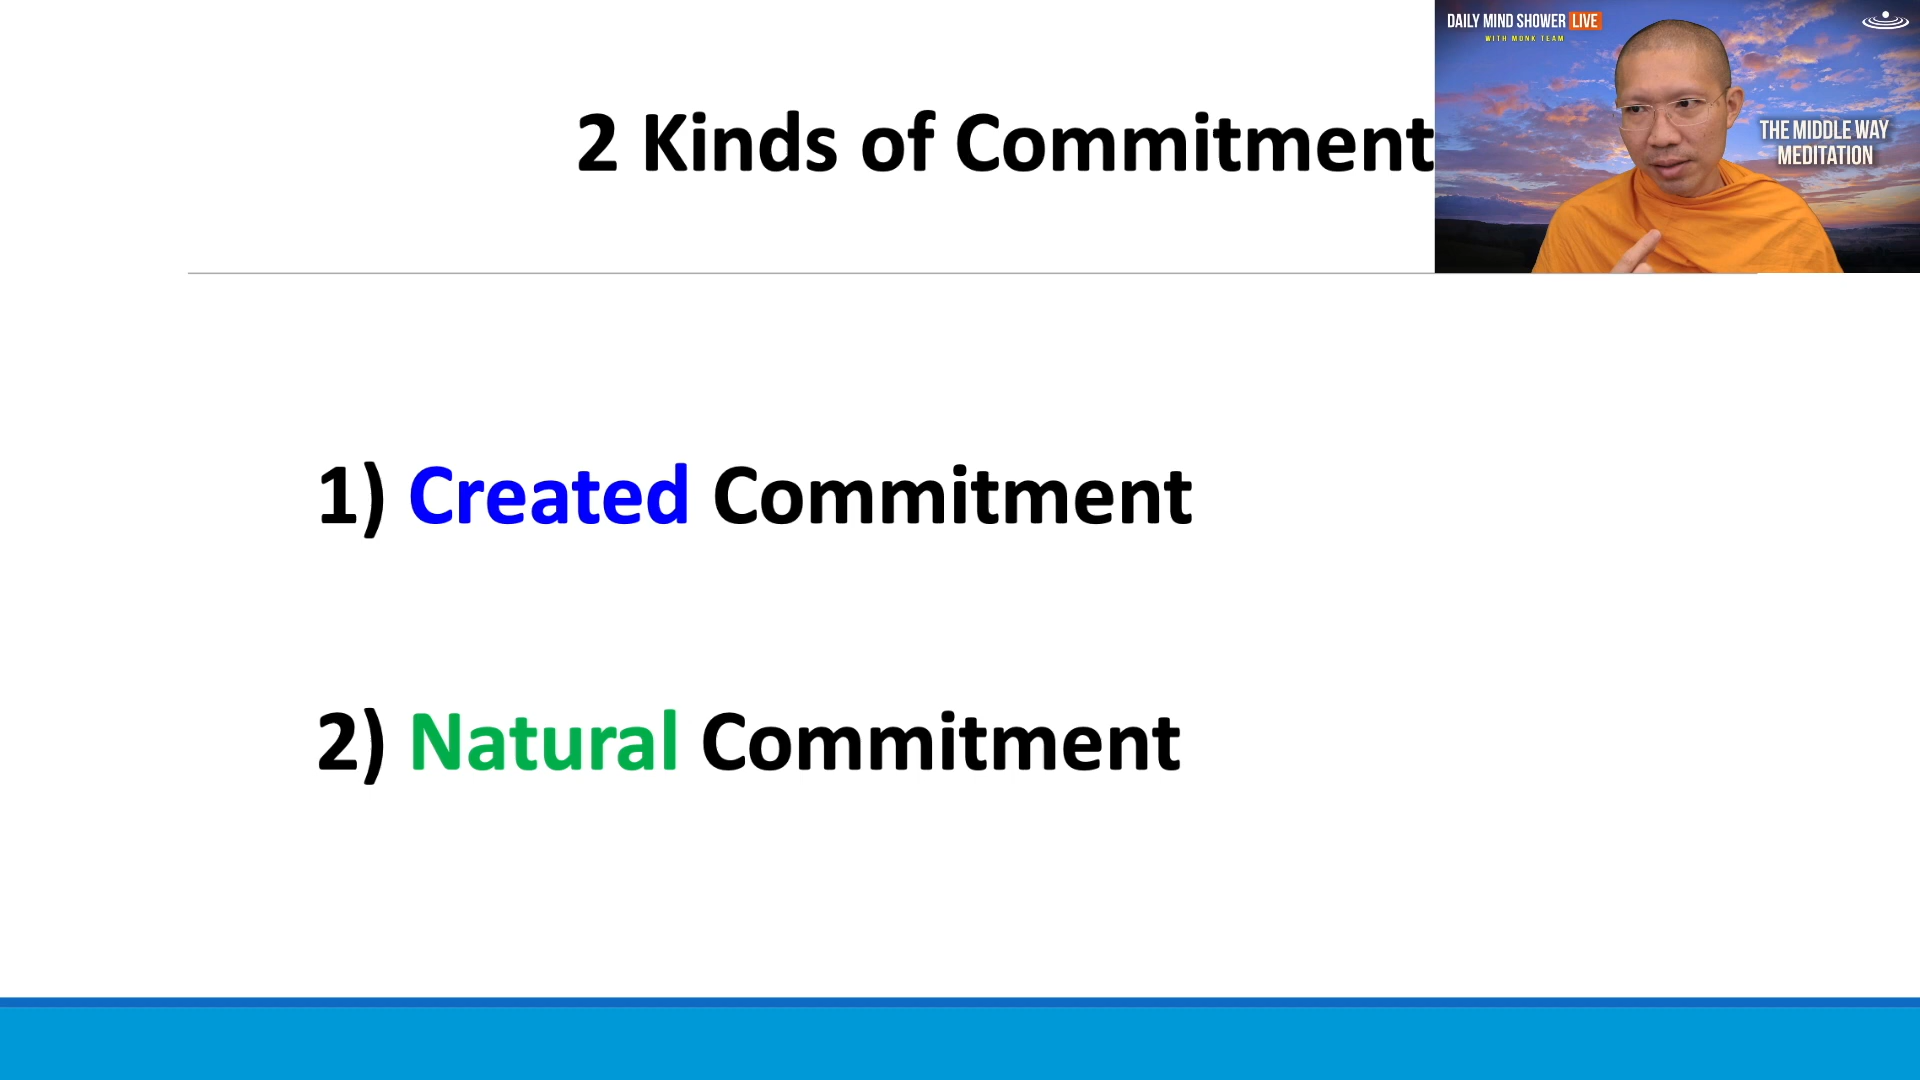 2 Kinds of Commitment
DAILY MIND SHOWER LIVE
WITH MONK TEAM
THE MIDDLE WAY
MEDITATION
1) Created Commitment
2) Natural Commitment